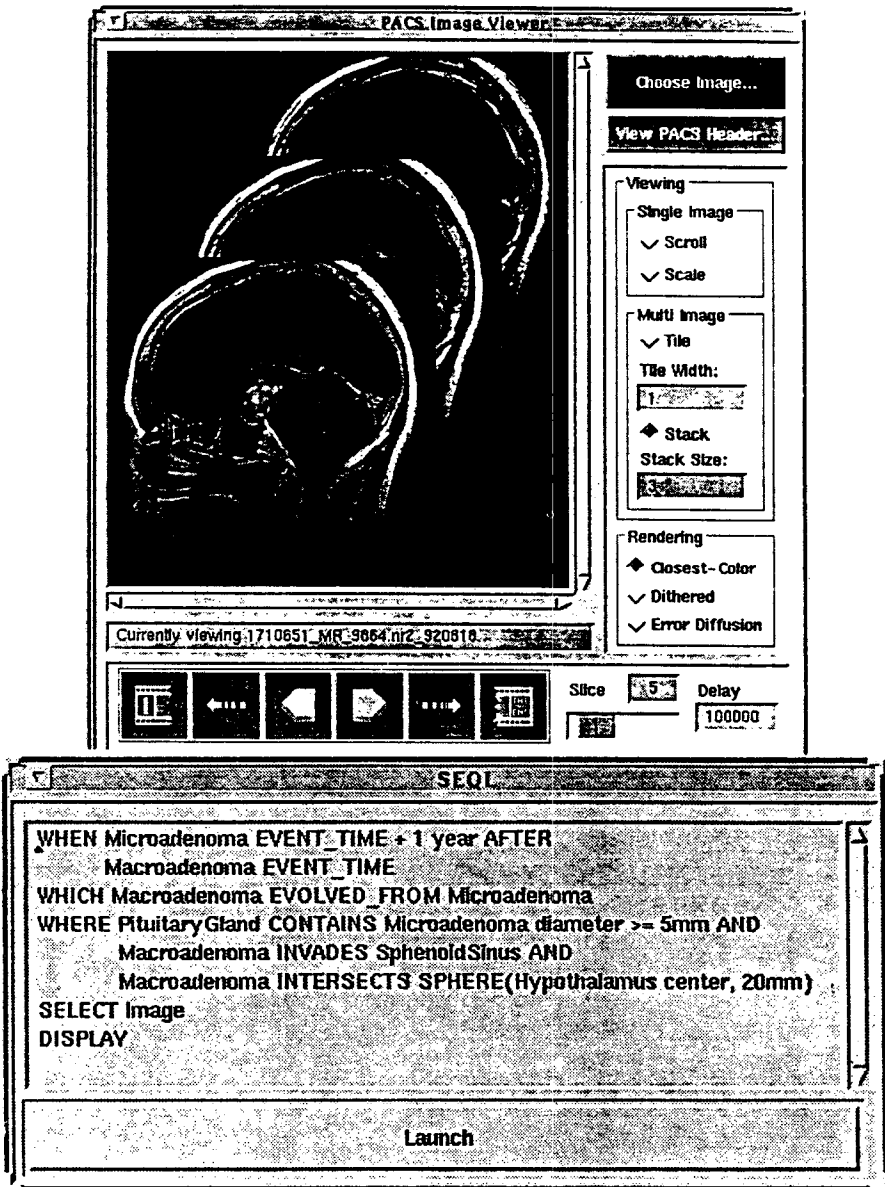 PACS Image Viewer
Choose Image...
View PACS Header...
Viewing
Single Image
Scroll
Scale
Multi Image
Tile
Tile Width:
1
Stack
Stack Size:
3
Rendering
Closest-Color
Dithered
Error Diffusion
Currently viewing
Slice
5
Delay
100000
SEQL
WHEN Microadenoma EVENT_TIME + 1 year AFTER
Macroadenoma EVENT_TIME
WHICH Macroadenoma EVOLVED_FROM Microadenoma
WHERE PituitaryGland CONTAINS Microadenoma diameter >= 5mm AND
Macroadenoma INVADES SphenoidSinus AND
Macroadenoma INTERSECTS SPHERE(Hypothalamus center, 20mm)
SELECT Image
DISPLAY
Launch